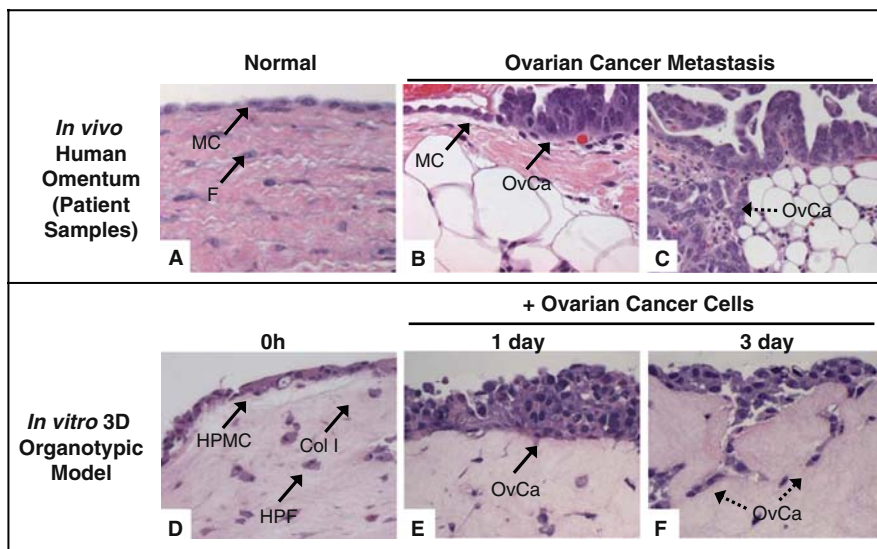 Normal
Ovarian Cancer Metastasis
In vivo
Human
Omentum
(Patient
Samples)
MC
F
A
MC
OvCa
B
OvCa
C
+ Ovarian Cancer Cells
0h
1 day
3 day
In vitro 3D
Organotypic
Model
HPMC
Col I
HPF
D
OvCa
E
OvCa
F